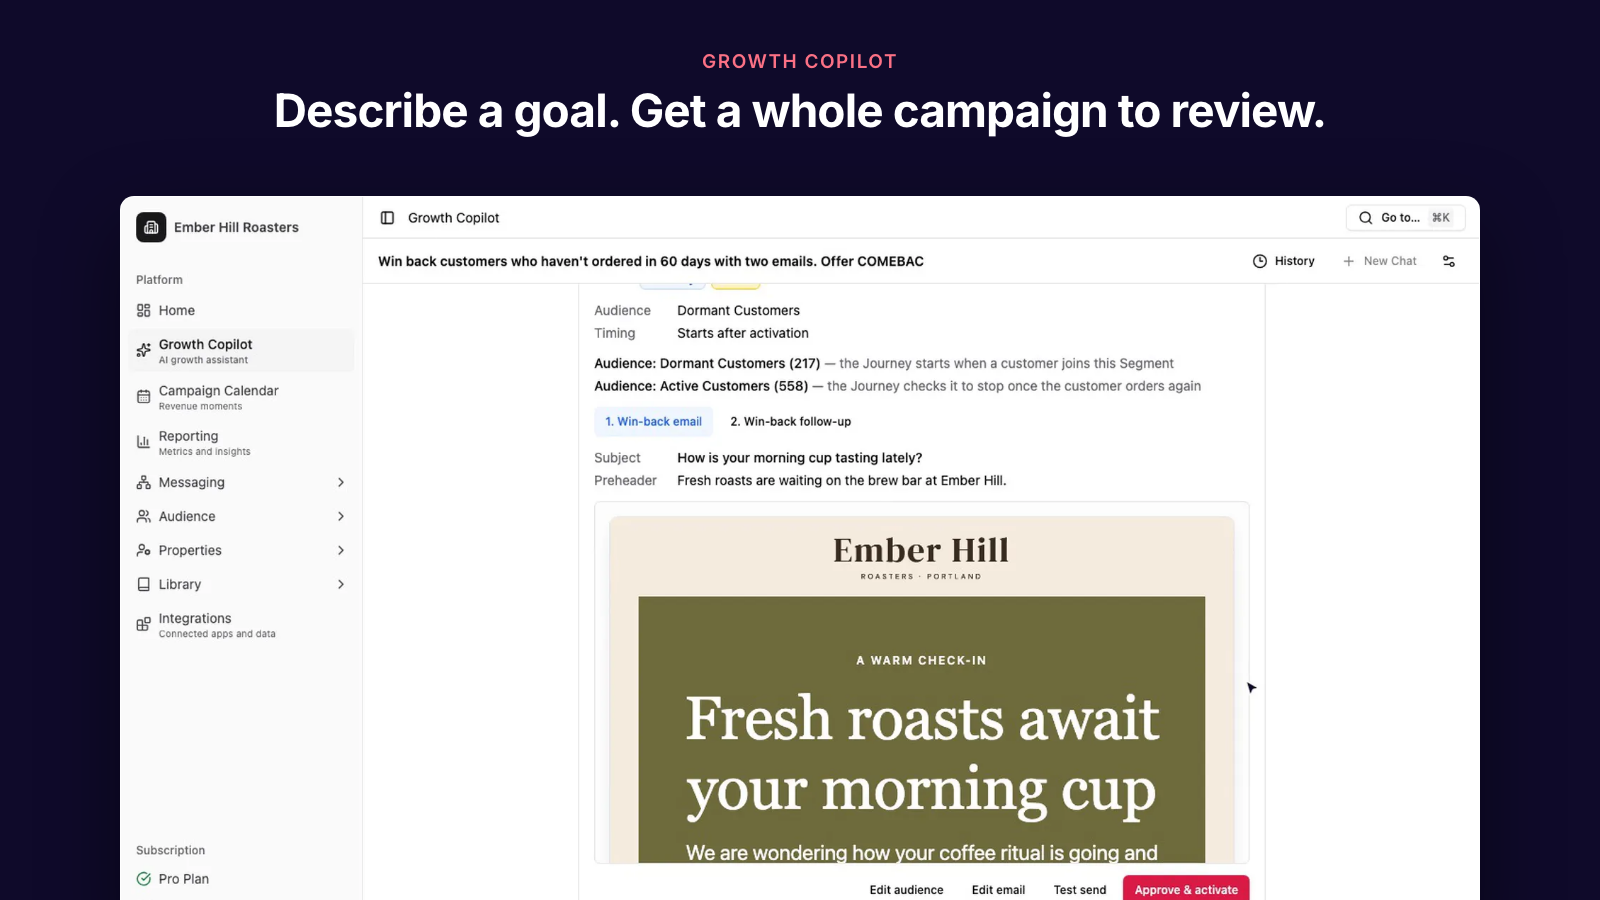 GROWTH COPILOT
Describe a goal. Get a whole campaign to review.
Ember Hill Roasters
Platform
Home
Growth Copilot
AI growth assistant
Campaign Calendar
Revenue moments
Reporting
Metrics and insights
Messaging
Audience
Properties
Library
Integrations
Connected apps and data
Subscription
Pro Plan
Growth Copilot
Go to... ⌘K
Win back customers who haven't ordered in 60 days with two emails. Offer COMEBAC
History
New Chat
Audience Dormant Customers
Timing Starts after activation
Audience: Dormant Customers (217) — the Journey starts when a customer joins this Segment
Audience: Active Customers (558) — the Journey checks it to stop once the customer orders again
1. Win-back email
2. Win-back follow-up
Subject How is your morning cup tasting lately?
Preheader Fresh roasts are waiting on the brew bar at Ember Hill.
Ember Hill
ROASTERS · PORTLAND
A WARM CHECK-IN
Fresh roasts await
your morning cup
We are wondering how your coffee ritual is going and
Edit audience
Edit email
Test send
Approve & activate